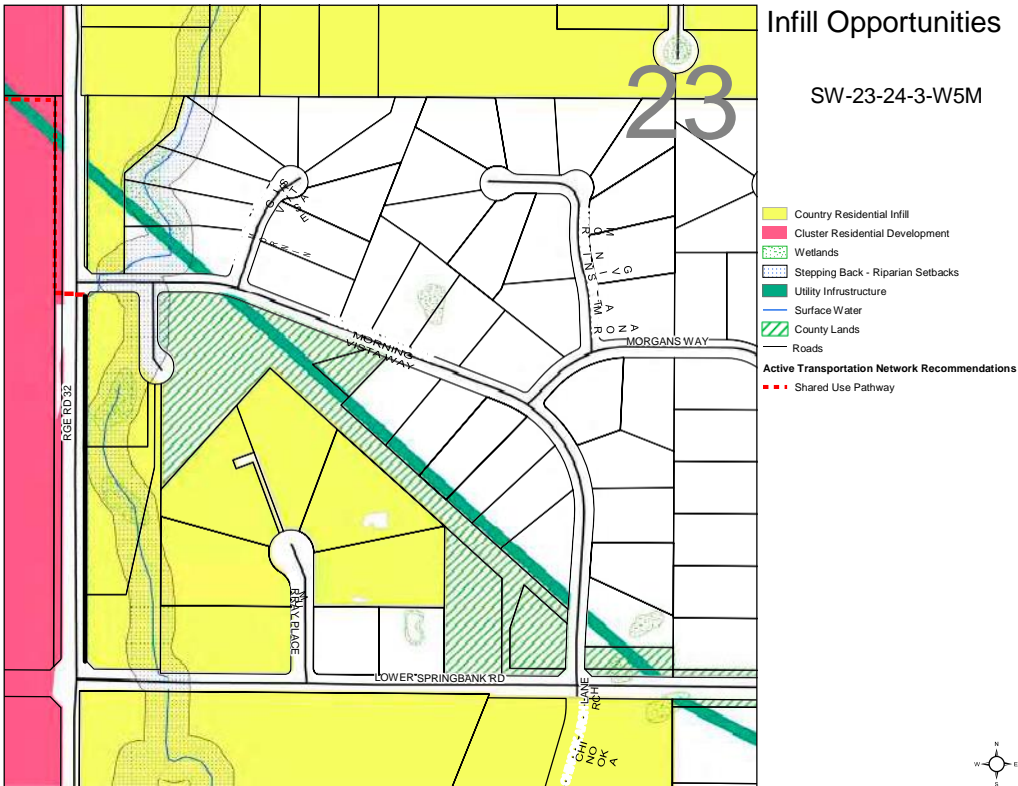 Infill Opportunities
SW-23-24-3-W5M
23
Country Residential Infill
Cluster Residential Development
Wetlands
Stepping Back - Riparian Setbacks
Utility Infrustructure
Surface Water
County Lands
Roads
Active Transportation Network Recommendations
Shared Use Pathway
MORNING
VISTA WAY
MORGANS WAY
RGE RD 32
LOWER SPRINGBANK RD
LANE
N
W
E
S